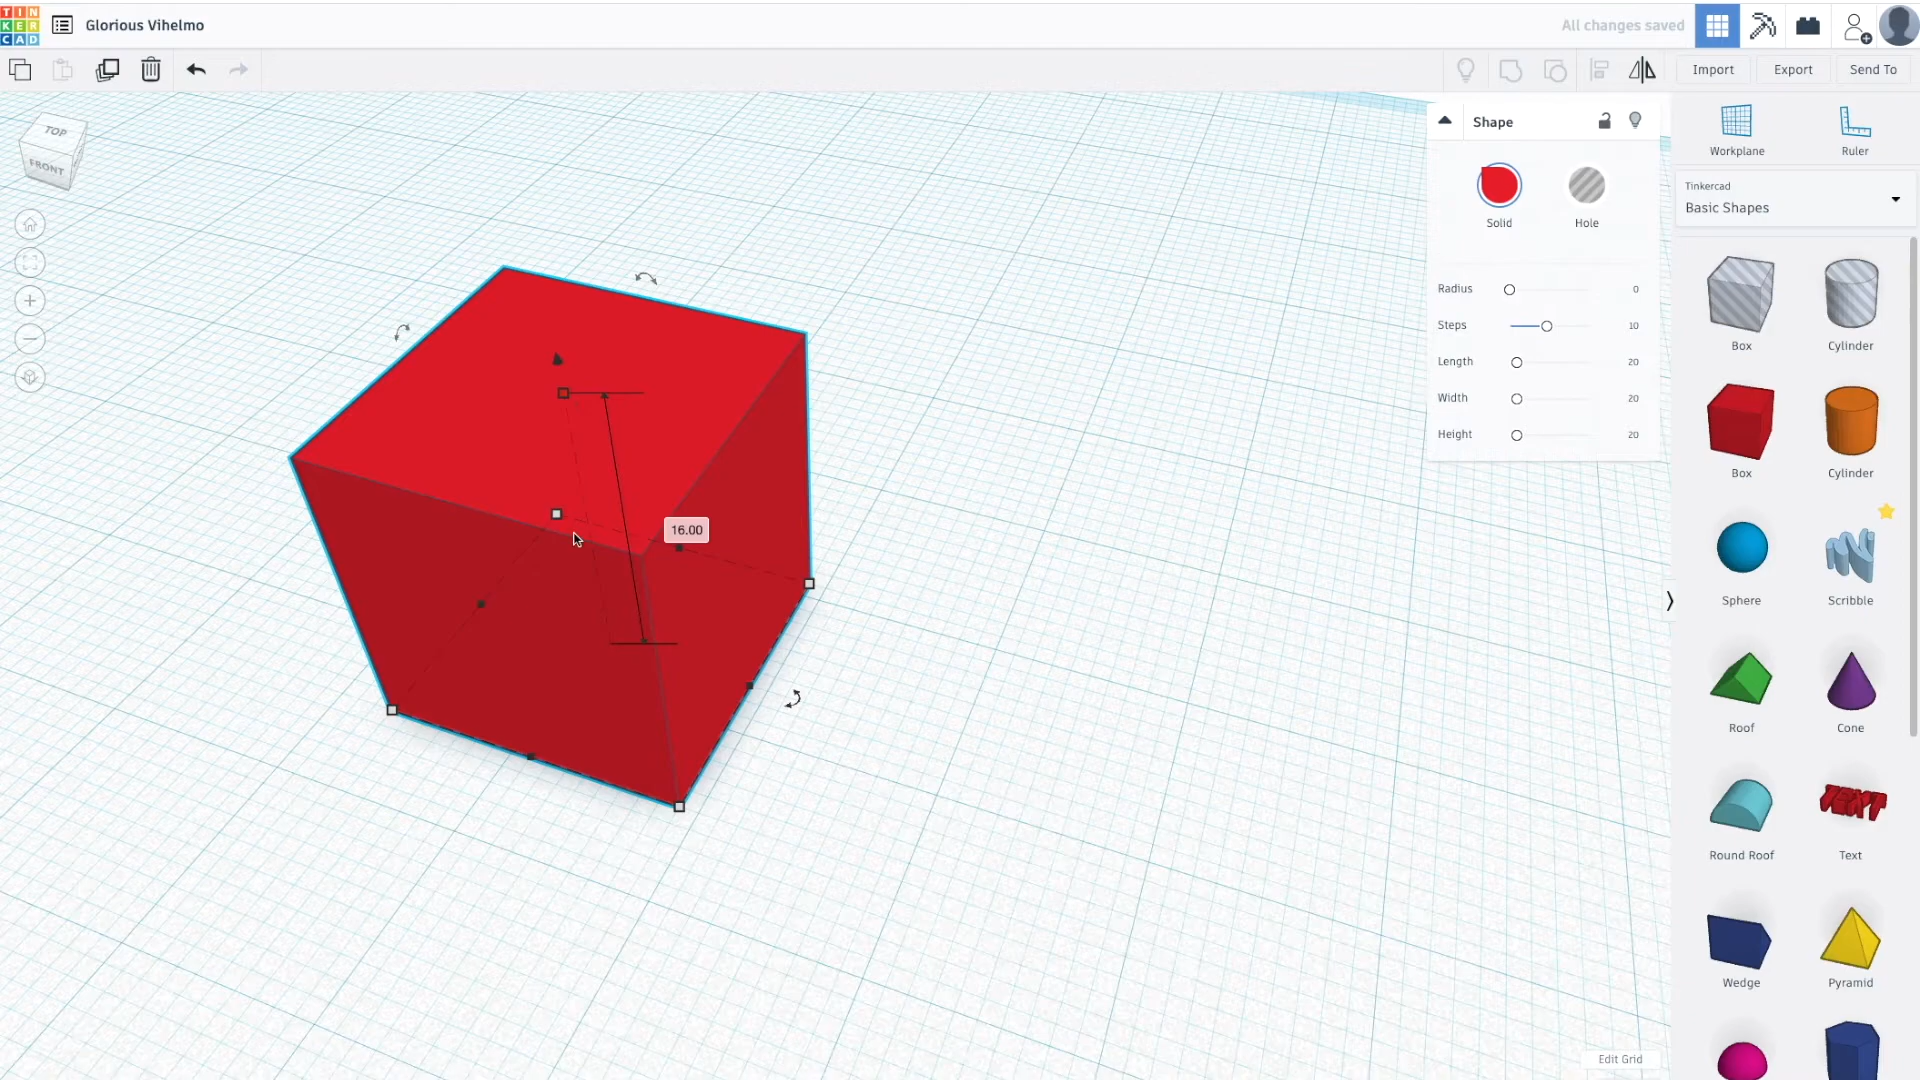 TIN
KER
CAD
Glorious Vihelmo
All changes saved
Import
Export
Send To
TOP
FRONT
Shape
Solid
Hole
Radius 0
Steps 10
Length 20
Width 20
Height 20
Workplane
Ruler
Tinkercad
Basic Shapes
Box
Cylinder
Box
Cylinder
Sphere
Scribble
Roof
Cone
TEXT
Round Roof
Text
Wedge
Pyramid
16.00
Edit Grid